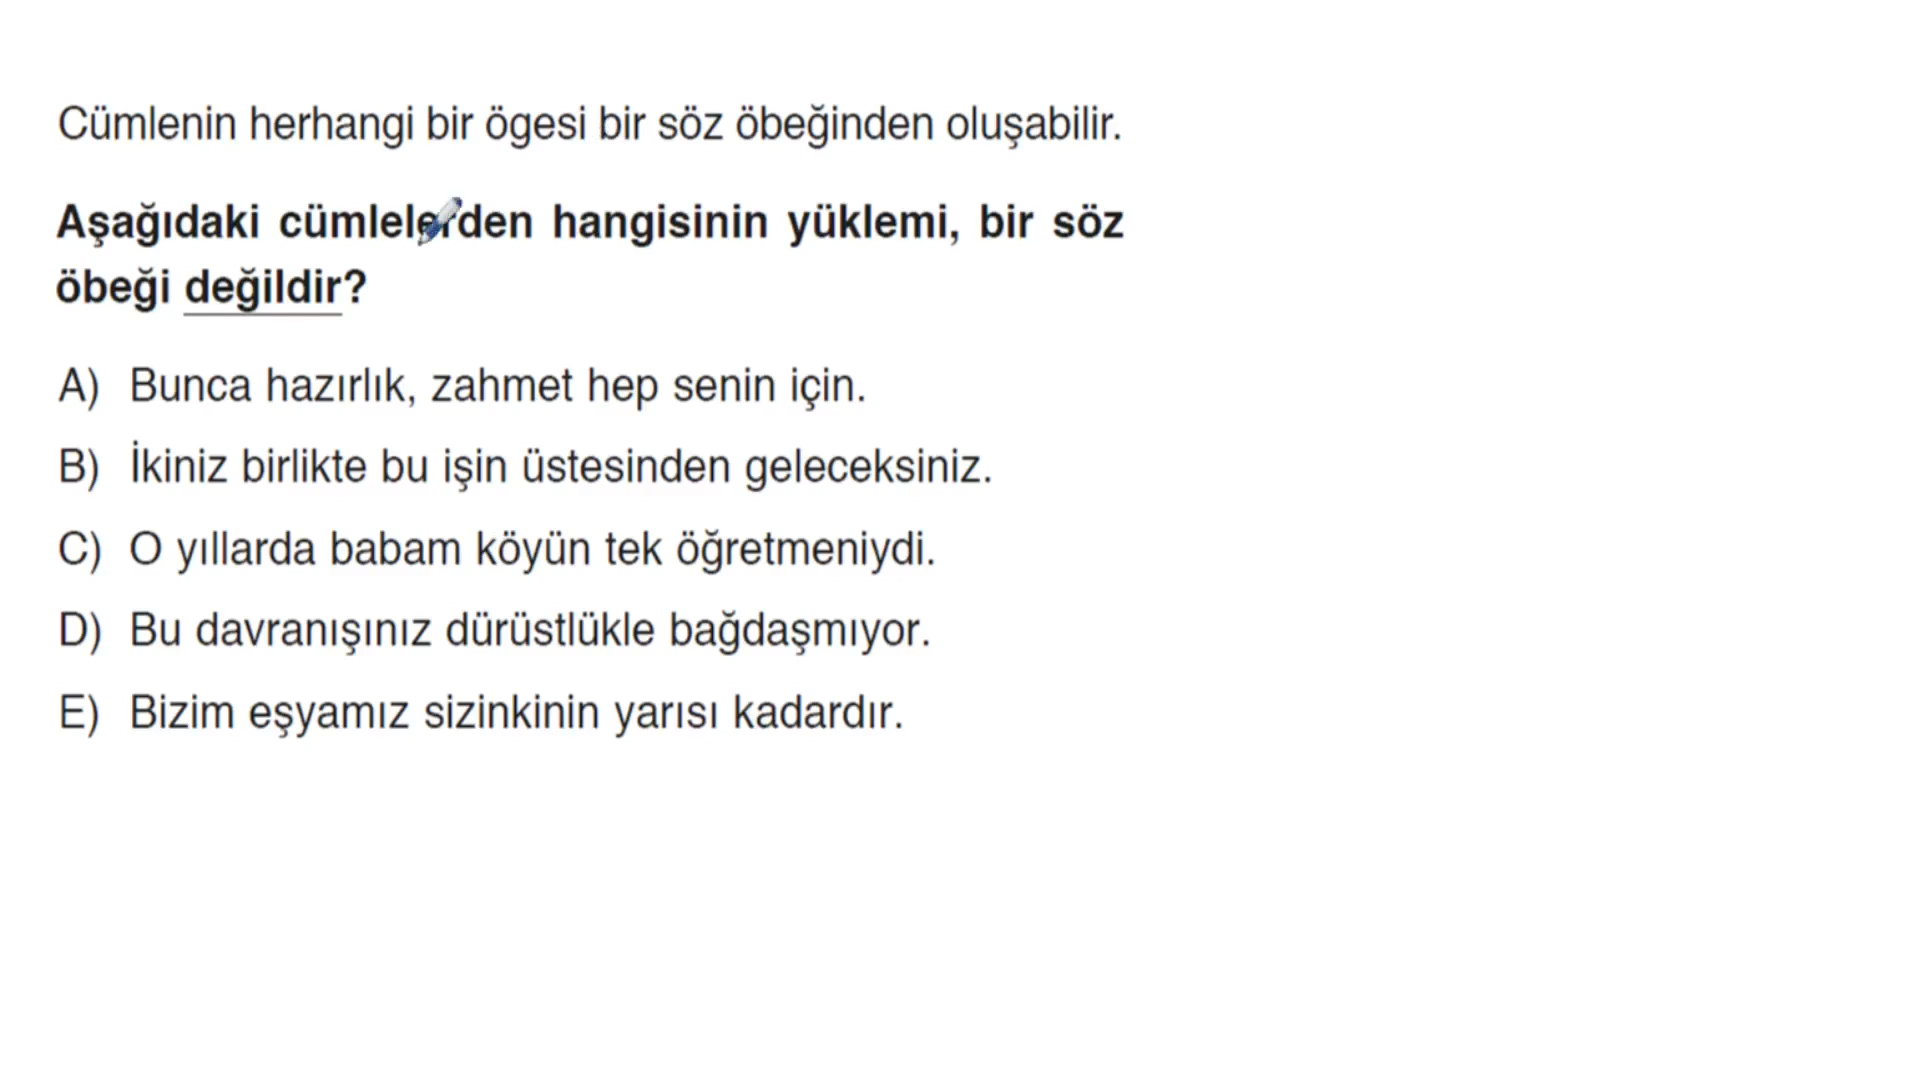 Cümlenin herhangi bir ögesi bir söz öbeğinden oluşabilir.
Aşağıdaki cümlelerden hangisinin yüklemi, bir söz
öbeği değildir?
A) Bunca hazırlık, zahmet hep senin için.
B) İkiniz birlikte bu işin üstesinden geleceksiniz.
C) O yıllarda babam köyün tek öğretmeniydi.
D) Bu davranışınız dürüstlükle bağdaşmıyor.
E) Bizim eşyamız sizinkinin yarısı kadardır.